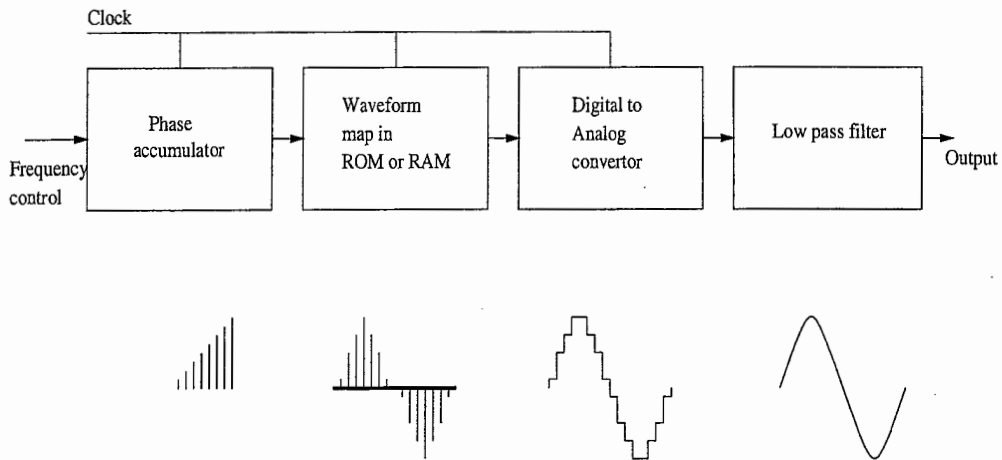 Clock
Phase
accumulator
Waveform
map in
ROM or RAM
Digital to
Analog
convertor
Low pass filter
Frequency
control
Output